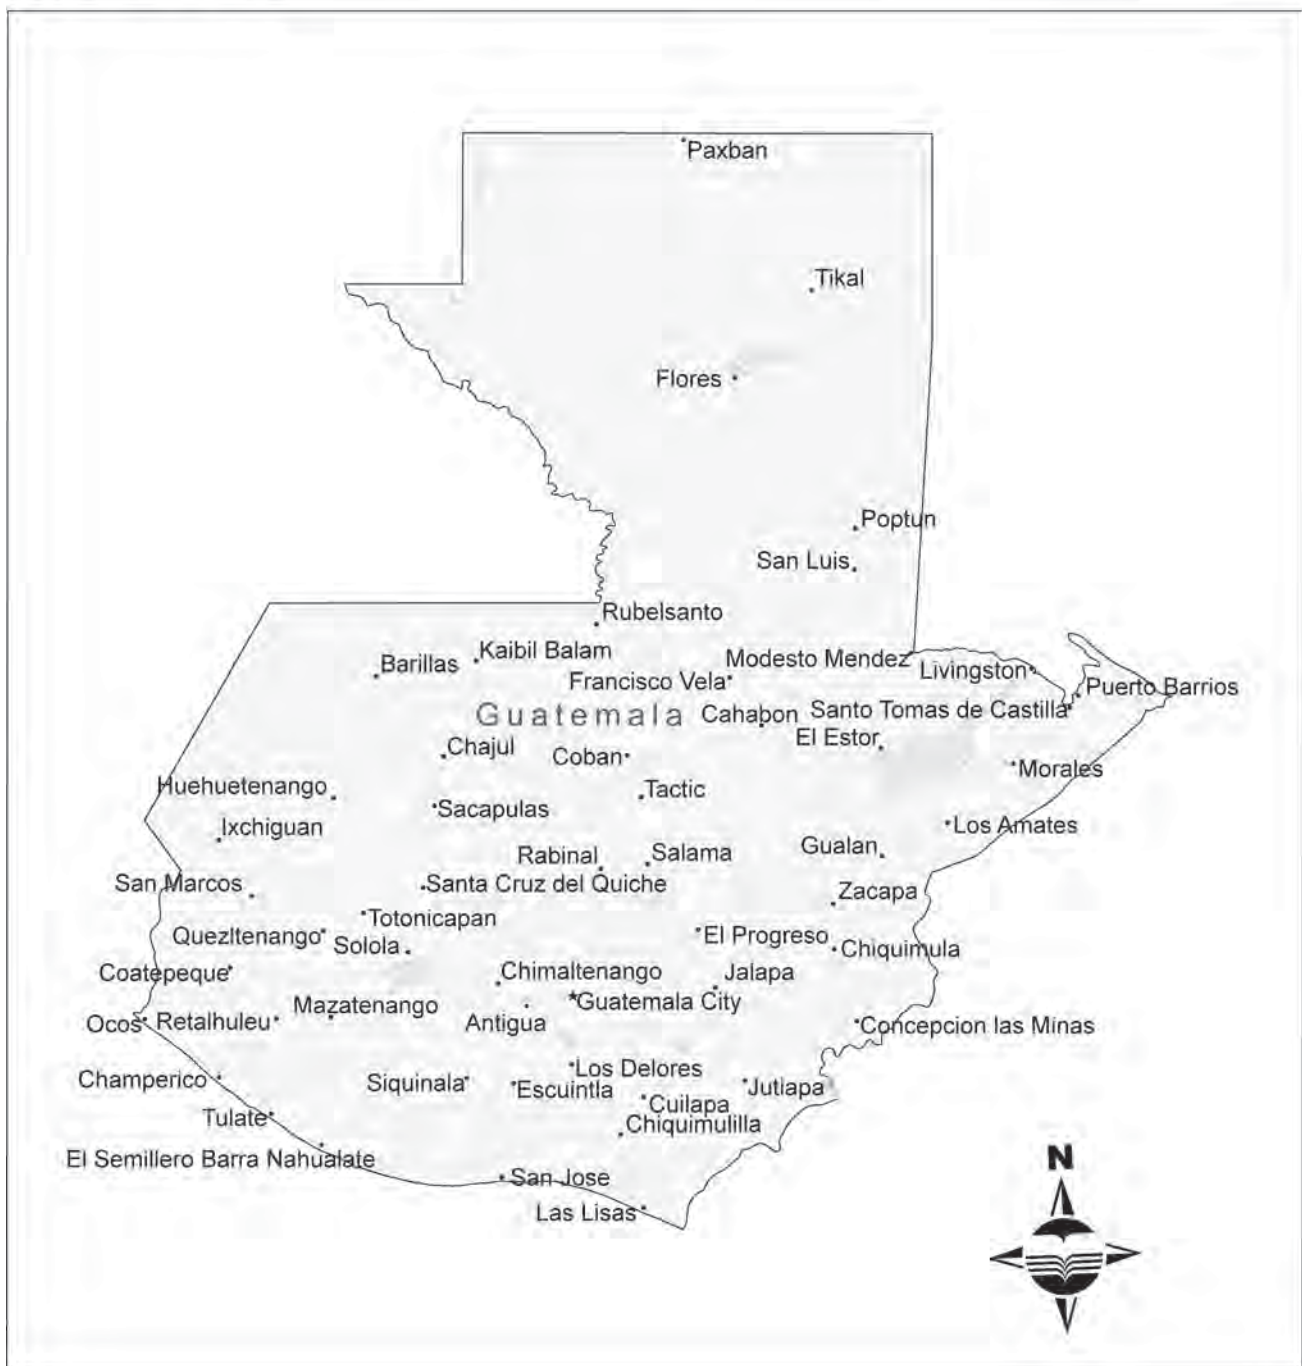 Paxban
Tikal
Flores
Poptun
San Luis
Rubelsanto
Kaibil Balam
Barillas
Modesto Mendez
Livingston
Francisco Vela
Puerto Barrios
Guatemala
Cahabon
Santo Tomas de Castilla
El Estor
Chajul
Coban
Morales
Huehuetenango
Tactic
Sacapulas
Ixchiguan
Los Amates
Rabinal
Salama
Gualan
San Marcos
Santa Cruz del Quiche
Zacapa
Totonicapan
Quezltenango
Solola
El Progreso
Chiquimula
Coatepeque
Chimaltenango
Jalapa
Mazatenango
Guatemala City
Ocos
Retalhuleu
Antigua
Concepcion las Minas
Los Delores
Champerico
Siquinala
Escuintla
Jutiapa
Cuilapa
Tulate
Chiquimulilla
El Semillero Barra Nahualate
San Jose
Las Lisas
N